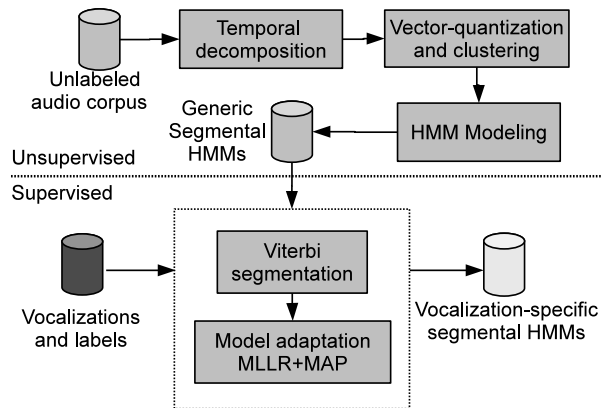 Unlabeled
audio corpus
Temporal
decomposition
Vector-quantization
and clustering
HMM Modeling
Generic
Segmental
HMMs
Unsupervised
Supervised
Vocalizations
and labels
Viterbi
segmentation
Model adaptation
MLLR+MAP
Vocalization-specific
segmental HMMs